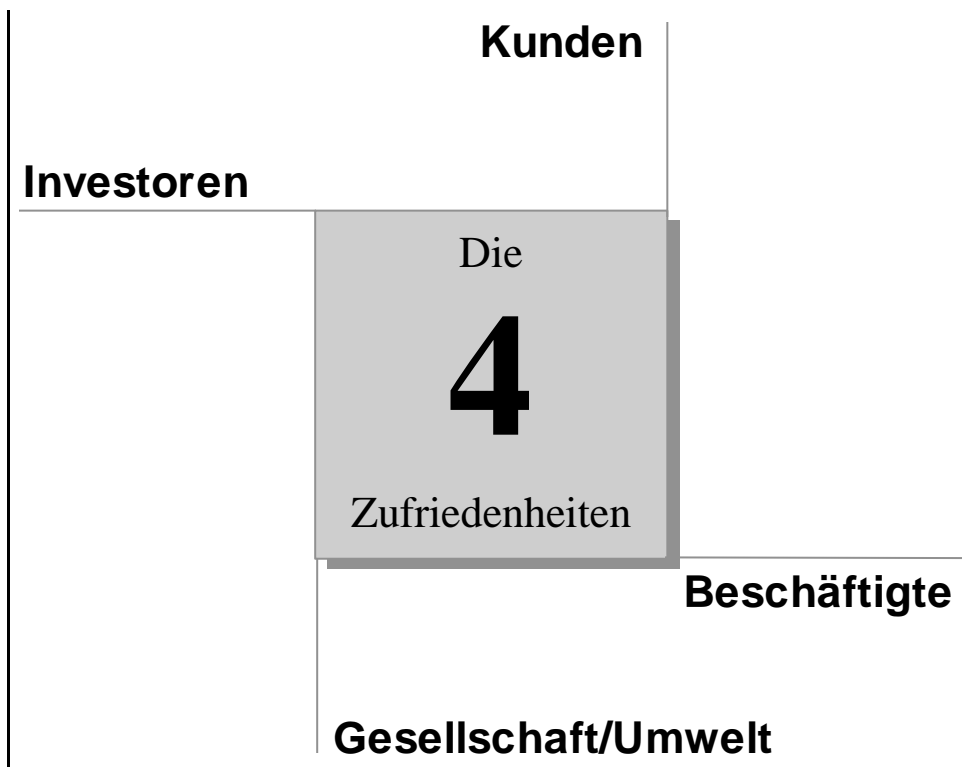 Kunden
Investoren
Die
4
Zufriedenheiten
Beschäftigte
Gesellschaft/Umwelt